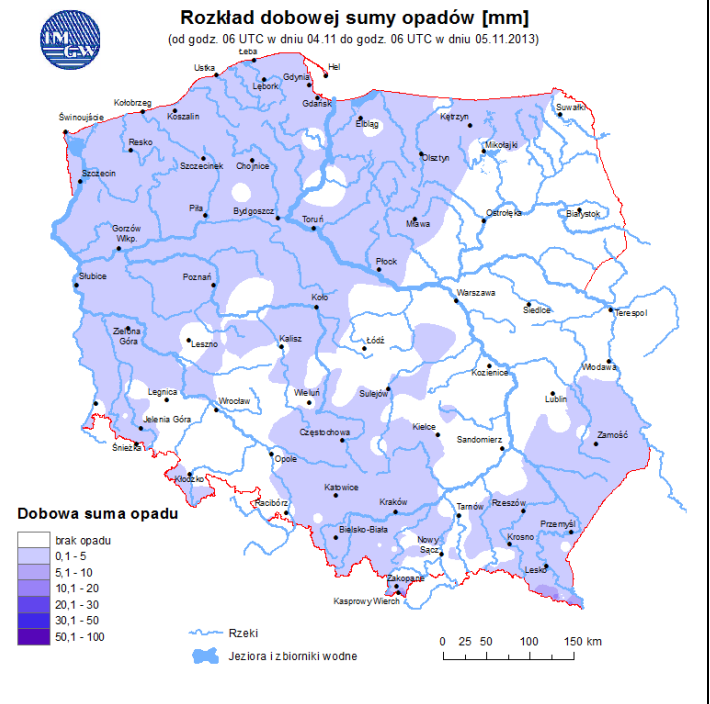 Rozkład dobowej sumy opadów [mm]
(od godz. 06 UTC w dniu 04.11 do godz. 06 UTC w dniu 05.11.2013)
IM
GW
Łeba
Hel
Ustka
Gdynia
Lębork
Gdańsk
Kołobrzeg
Koszalin
Świnoujście
Elbląg
Kętrzyn
Suwałki
Resko
Mikołajki
Szczecinek
Chojnice
Olsztyn
Szczecin
Piła
Bydgoszcz
Toruń
Mława
Ostrołęka
Białystok
Gorzów
Wlkp.
Płock
Słubice
Poznań
Koło
Warszawa
Siedlce
Terespol
Zielona
Góra
Leszno
Kalisz
Łódź
Kozienice
Włodawa
Legnica
Wrocław
Wieluń
Sulejów
Lublin
Jelenia Góra
Częstochowa
Kielce
Sandomierz
Zamość
Śnieżka
Opole
Kłodzko
Katowice
Racibórz
Kraków
Tarnów
Rzeszów
Bielsko-Biała
Nowy
Sącz
Krosno
Przemyśl
Lesko
Zakopane
Kasprowy Wierch
Dobowa suma opadu
brak opadu
0,1 - 5
5,1 - 10
10,1 - 20
20,1 - 30
30,1 - 50
50,1 - 100
Rzeki
Jeziora i zbiorniki wodne
0 25 50 100 150 km